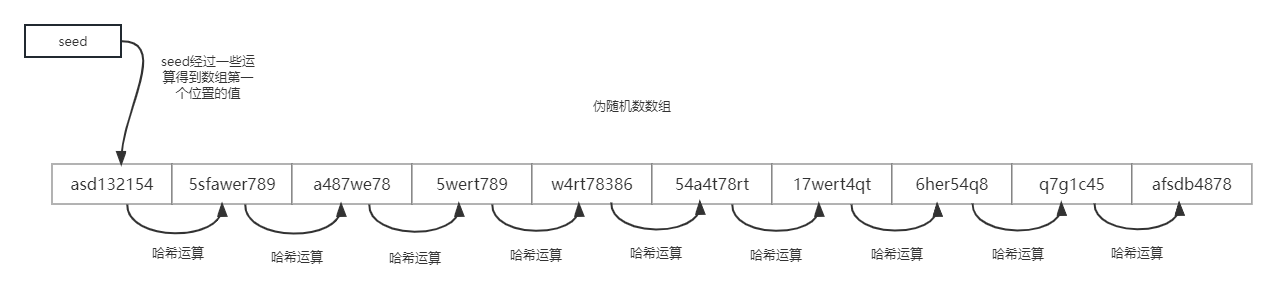 seed
seed经过一些运
算得到数组第一
个位置的值
伪随机数数组
asd132154
5sfawer789
a487we78
5wert789
w4rt78386
54a4t78rt
17wert4qt
6her54q8
q7g1c45
afsdb4878
哈希运算
哈希运算
哈希运算
哈希运算
哈希运算
哈希运算
哈希运算
哈希运算
哈希运算